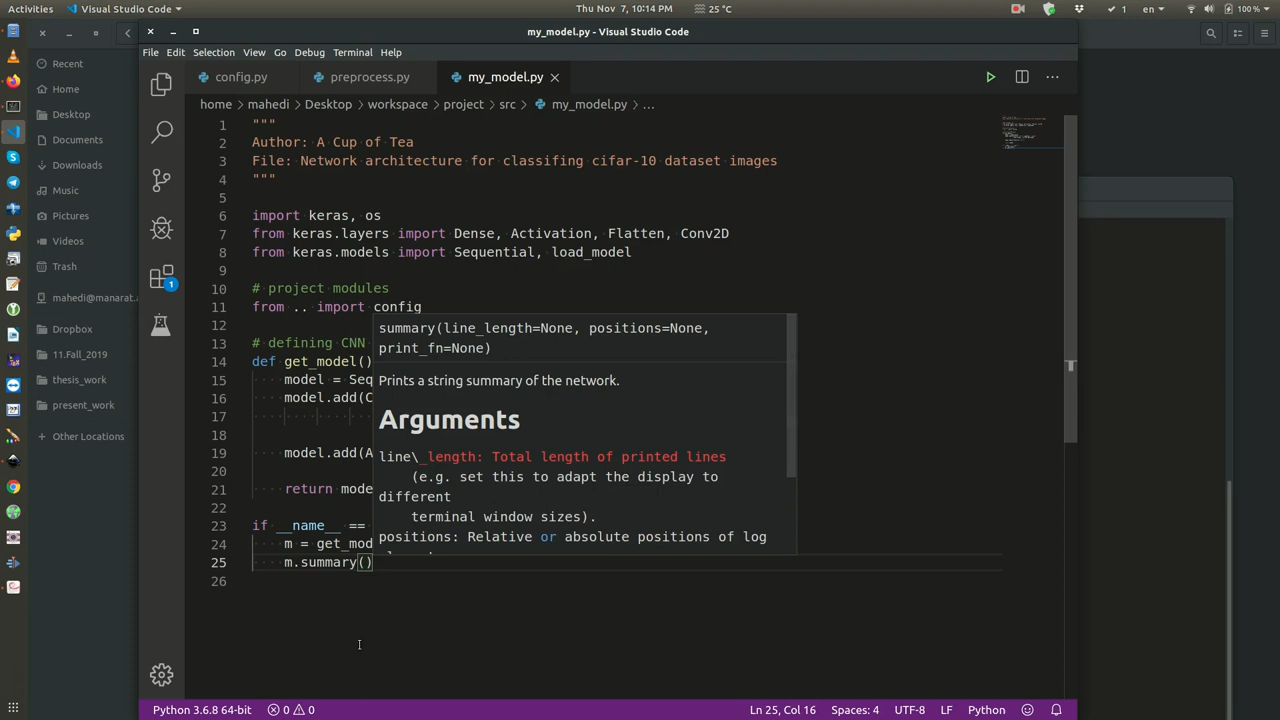 Activities
Visual Studio Code
Thu Nov 7, 10:14 PM
25 °C
1
en
100 %
my_model.py - Visual Studio Code
File Edit Selection View Go Debug Terminal Help
Recent
Home
Desktop
Documents
Downloads
Music
Pictures
Videos
Trash
mahedi@manarat.
Dropbox
11.Fall_2019
thesis_work
present_work
+ Other Locations
1
config.py
preprocess.py
my_model.py
home > mahedi > Desktop > workspace > project > src > my_model.py > ...
1 """
2 Author: A Cup of Tea
3 File: Network architecture for classifing cifar-10 dataset images
4 """
5
6 import keras, os
7 from keras.layers import Dense, Activation, Flatten, Conv2D
8 from keras.models import Sequential, load_model
9
10 # project modules
11 from .. import config
12
13 # defining CNN
14 def get_model()
15 model = Seq
16 model.add(C
17
18
19 model.add(A
20
21 return mode
22
23 if __name__ ==
24 m = get_mod
25 m.summary()
26
summary(line_length=None, positions=None,
print_fn=None)
Prints a string summary of the network.
Arguments
line\_length: Total length of printed lines
(e.g. set this to adapt the display to
different
terminal window sizes).
positions: Relative or absolute positions of log
Python 3.6.8 64-bit
0
0
Ln 25, Col 16
Spaces: 4
UTF-8
LF
Python